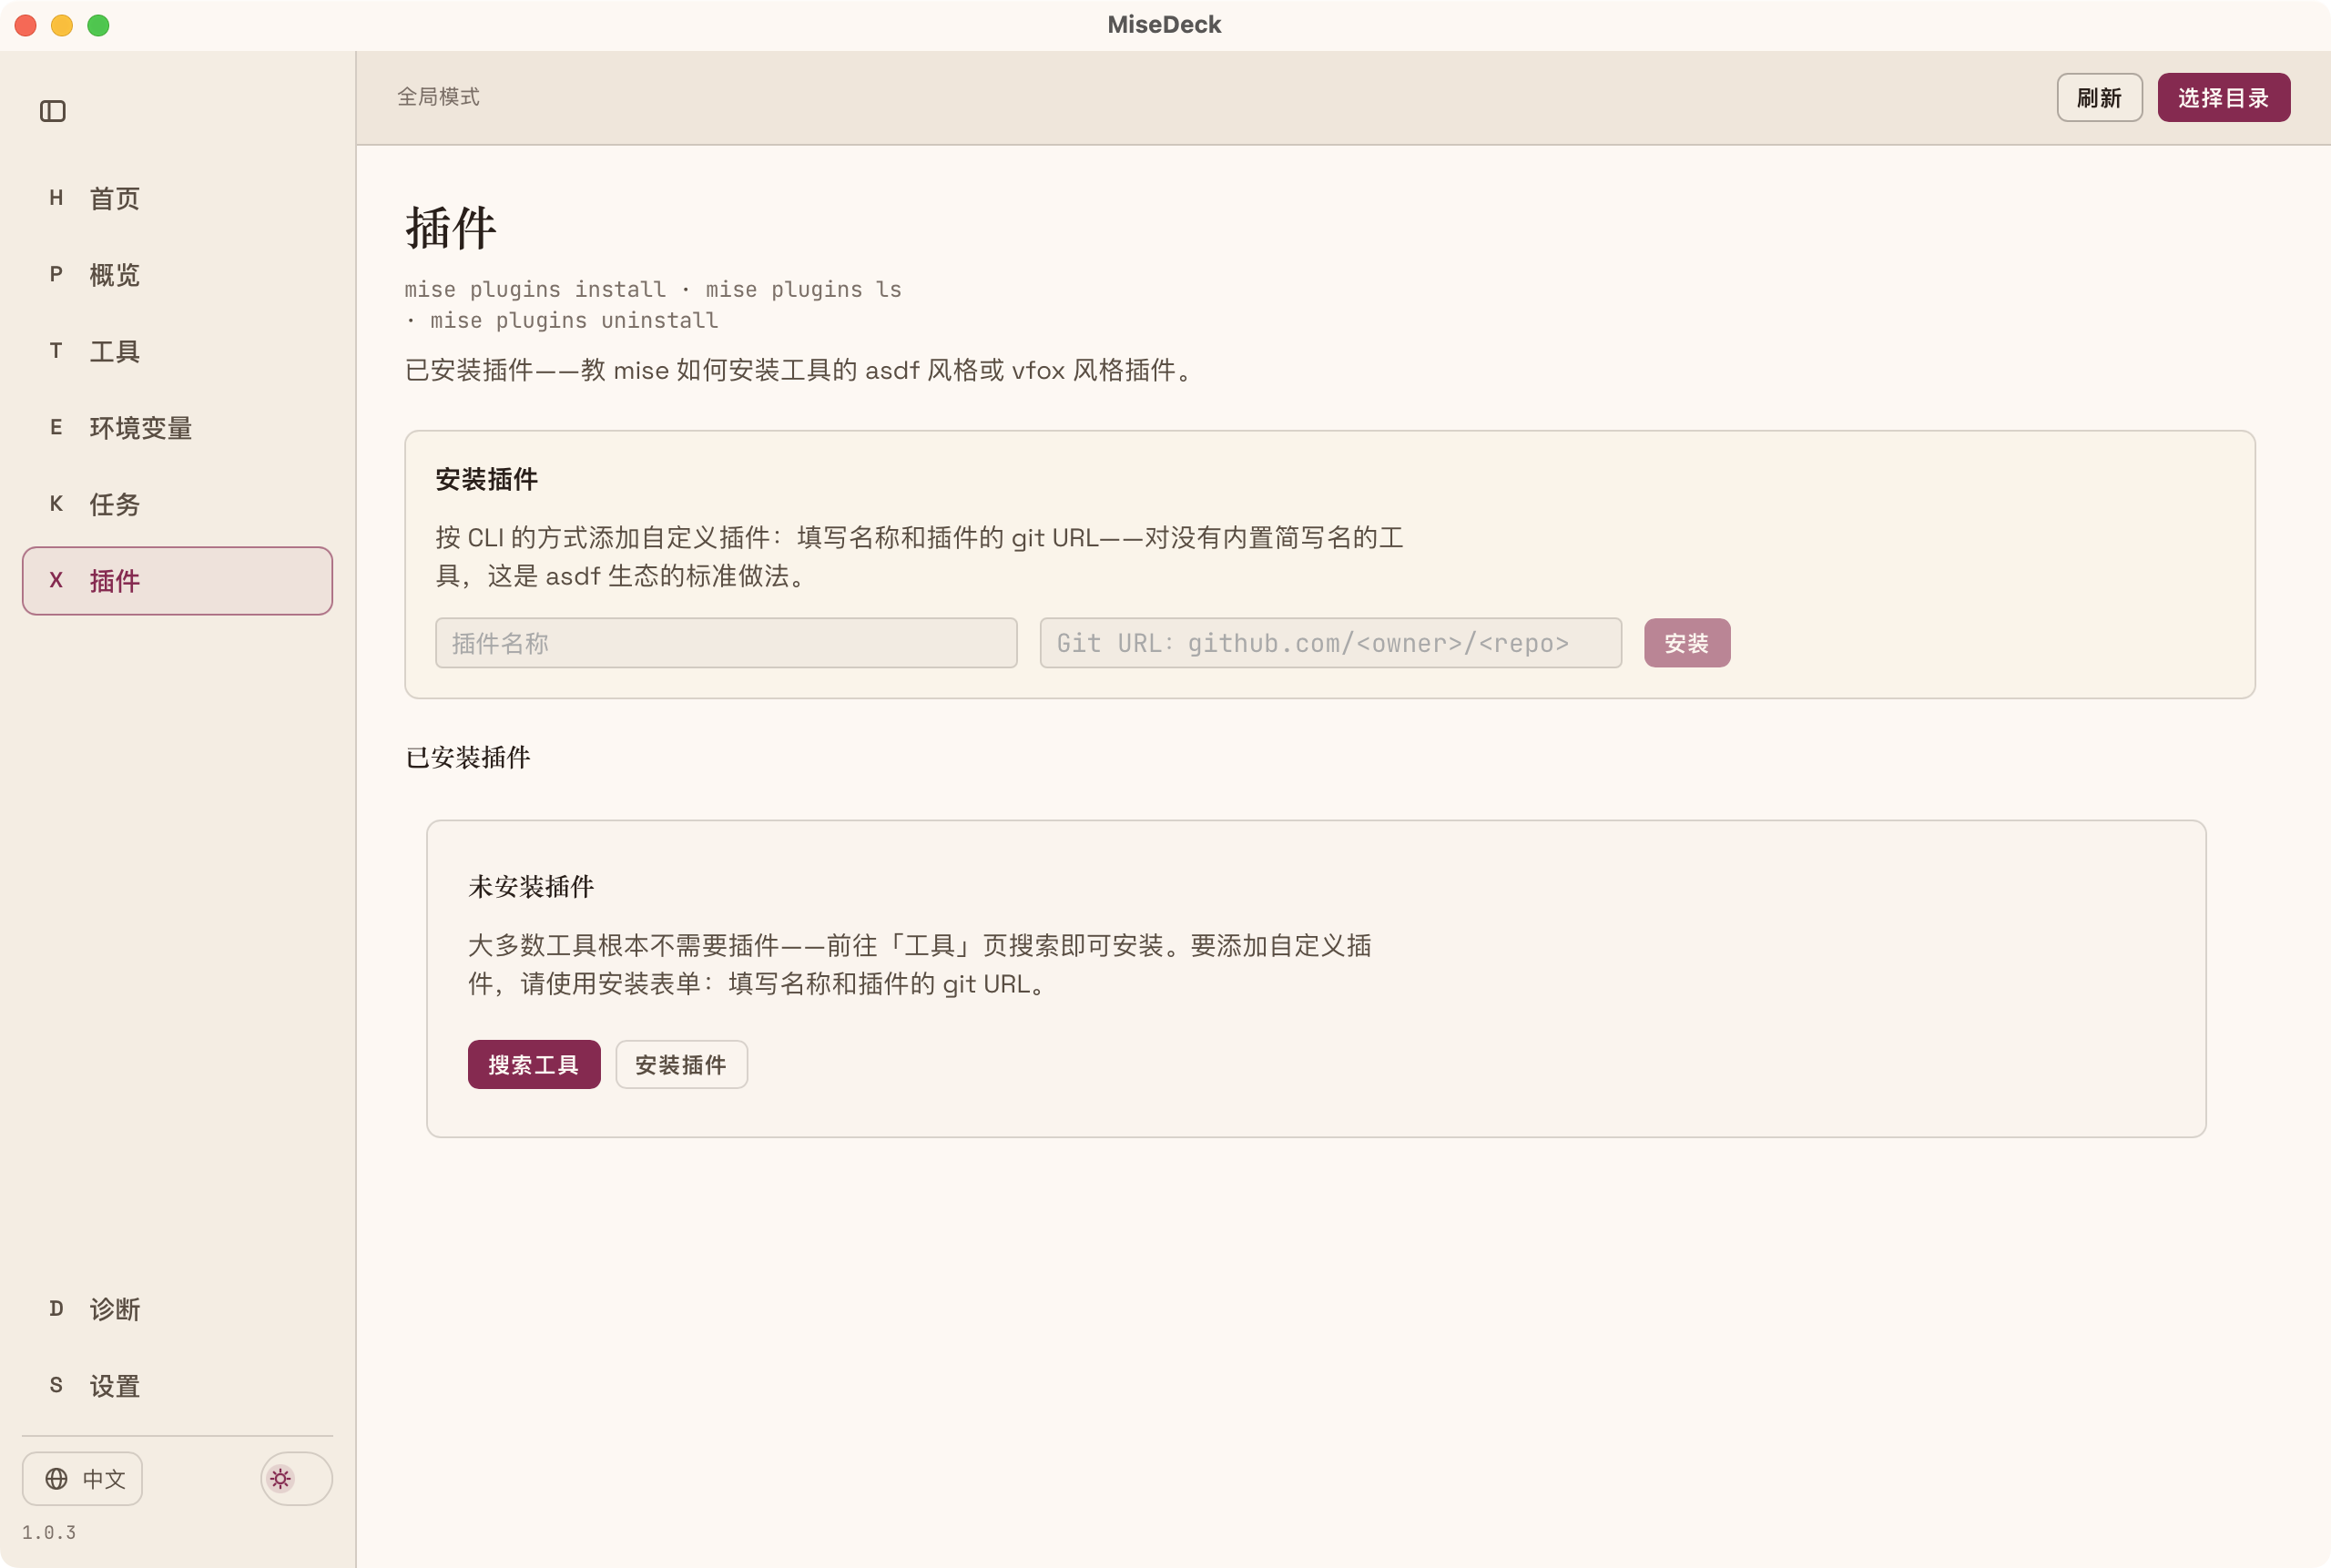 MiseDeck
全局模式
刷新
选择目录
H 首页
P 概览
T 工具
E 环境变量
K 任务
X 插件
插件
mise plugins install · mise plugins ls
· mise plugins uninstall
已安装插件——教 mise 如何安装工具的 asdf 风格或 vfox 风格插件。
安装插件
按 CLI 的方式添加自定义插件：填写名称和插件的 git URL——对没有内置简写名的工
具，这是 asdf 生态的标准做法。
插件名称
Git URL：github.com/<owner>/<repo>
安装
已安装插件
未安装插件
大多数工具根本不需要插件——前往「工具」页搜索即可安装。要添加自定义插
件，请使用安装表单：填写名称和插件的 git URL。
搜索工具
安装插件
D 诊断
S 设置
中文
1.0.3